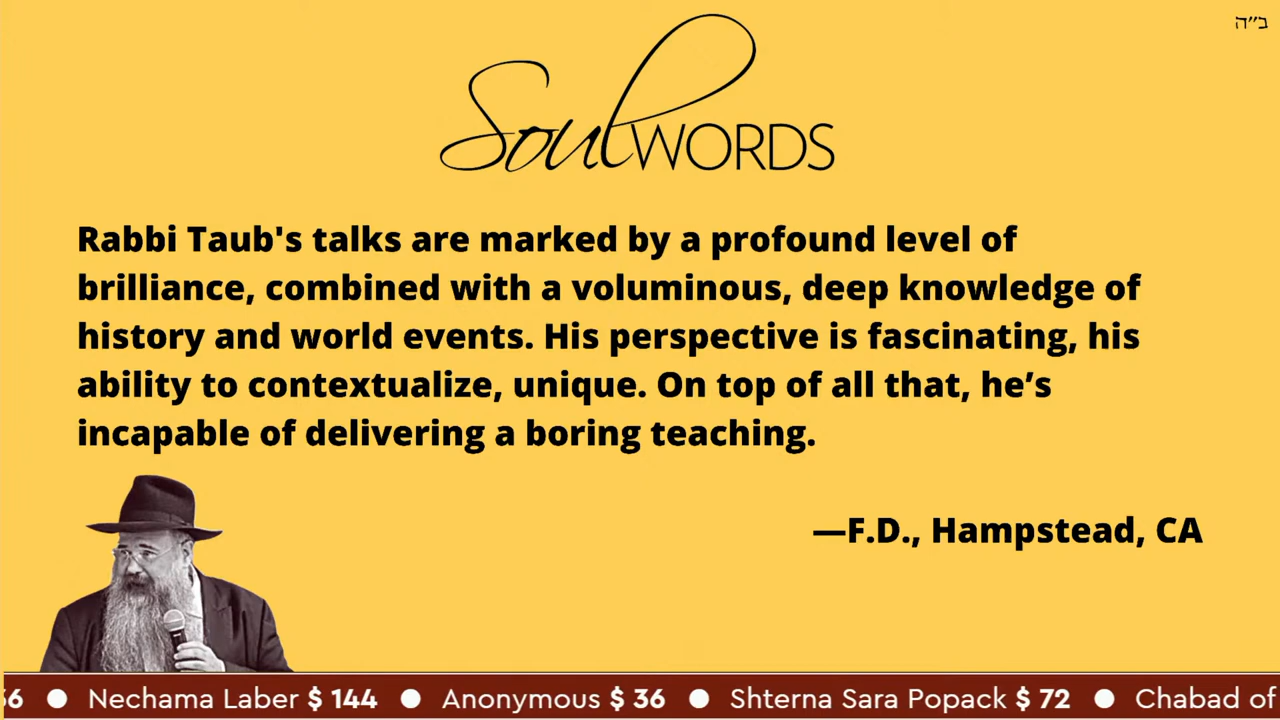 ב״ה
SoulWORDS
Rabbi Taub's talks are marked by a profound level of
brilliance, combined with a voluminous, deep knowledge of
history and world events. His perspective is fascinating, his
ability to contextualize, unique. On top of all that, he’s
incapable of delivering a boring teaching.
—F.D., Hampstead, CA
6 ● Nechama Laber $ 144 ● Anonymous $ 36 ● Shterna Sara Popack $ 72 ● Chabad of